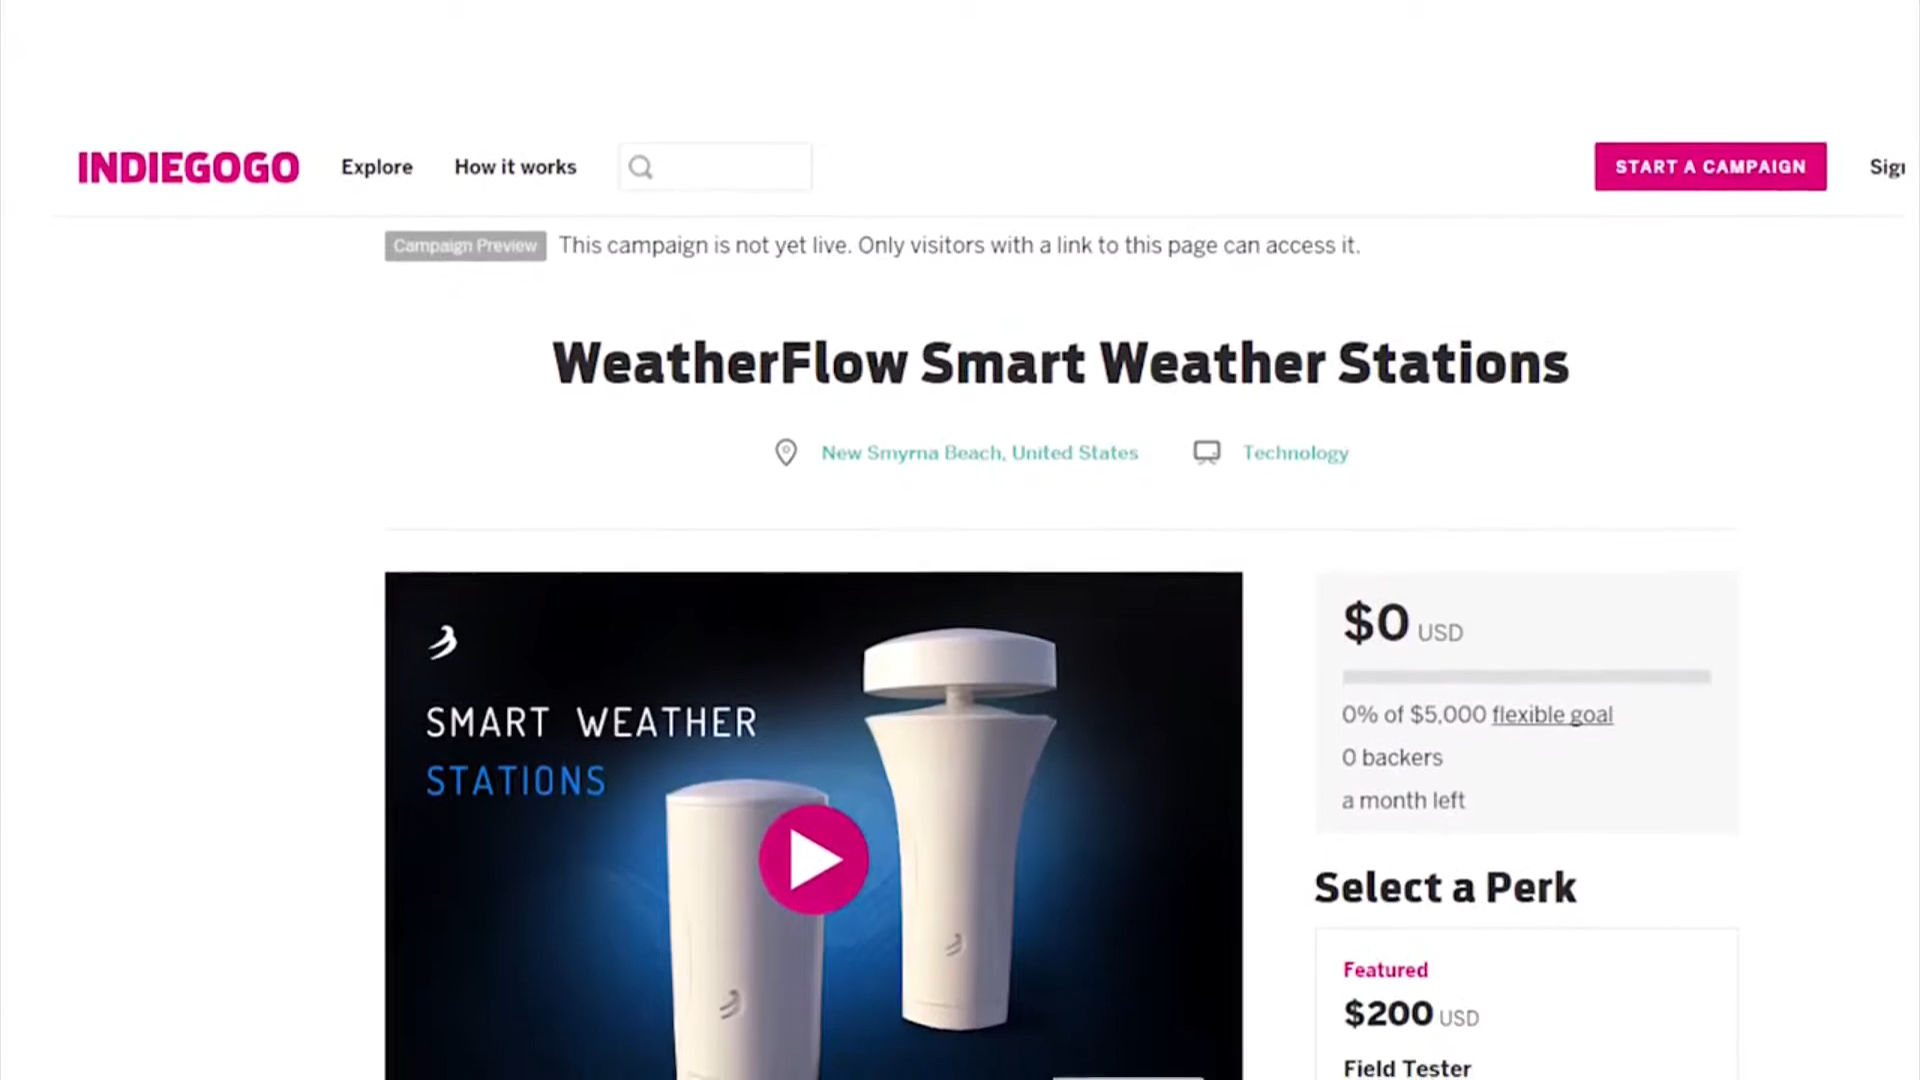 INDIEGOGO Explore How it works START A CAMPAIGN
Campaign Preview This campaign is not yet live. Only visitors with a link to this page can access it.
WeatherFlow Smart Weather Stations
New Smyrna Beach, United States Technology
SMART WEATHER
STATIONS
$0 USD
0% of $5,000 flexible goal
0 backers
a month left
Select a Perk
Featured
$200 USD
Field Tester